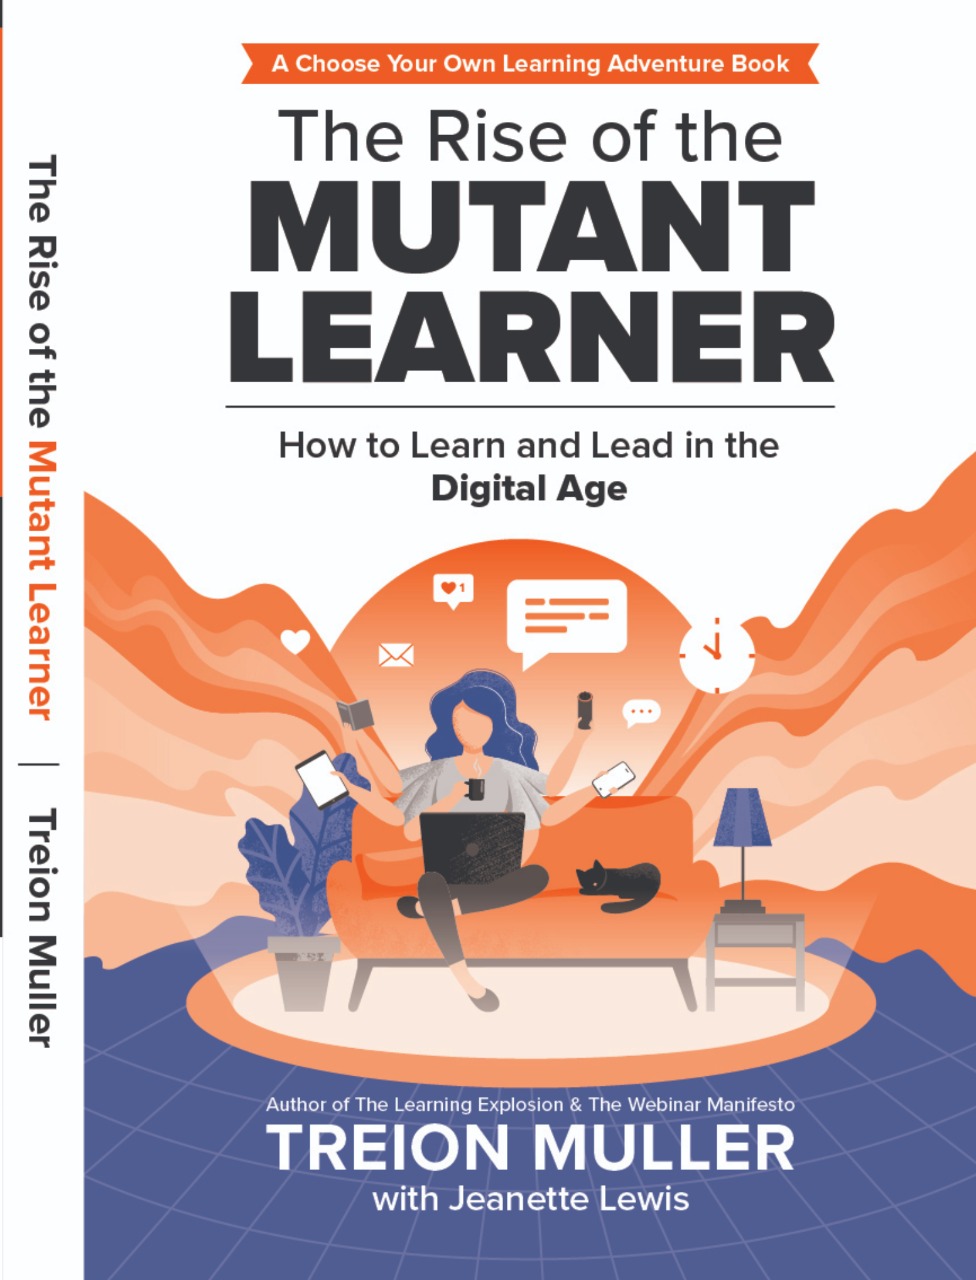 The Rise of the Mutant Learner
Treion Muller
A Choose Your Own Learning Adventure Book
The Rise of the
MUTANT
LEARNER
How to Learn and Lead in the
Digital Age
1
Author of The Learning Explosion & The Webinar Manifesto
TREION MULLER
with Jeanette Lewis